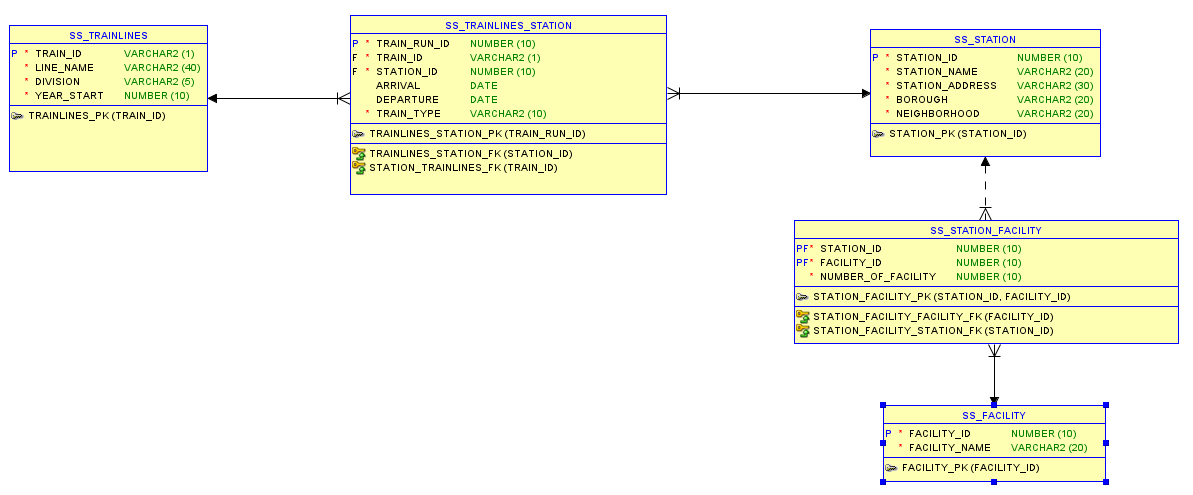 SS_TRAINLINES
P * TRAIN_ID VARCHAR2 (1)
* LINE_NAME VARCHAR2 (40)
* DIVISION VARCHAR2 (5)
* YEAR_START NUMBER (10)
TRAINLINES_PK (TRAIN_ID)
SS_TRAINLINES_STATION
P * TRAIN_RUN_ID NUMBER (10)
F * TRAIN_ID VARCHAR2 (1)
F * STATION_ID NUMBER (10)
ARRIVAL DATE
DEPARTURE DATE
* TRAIN_TYPE VARCHAR2 (10)
TRAINLINES_STATION_PK (TRAIN_RUN_ID)
TRAINLINES_STATION_FK (STATION_ID)
STATION_TRAINLINES_FK (TRAIN_ID)
SS_STATION
P * STATION_ID NUMBER (10)
* STATION_NAME VARCHAR2 (20)
* STATION_ADDRESS VARCHAR2 (30)
* BOROUGH VARCHAR2 (20)
* NEIGHBORHOOD VARCHAR2 (20)
STATION_PK (STATION_ID)
SS_STATION_FACILITY
PF* STATION_ID NUMBER (10)
PF* FACILITY_ID NUMBER (10)
* NUMBER_OF_FACILITY NUMBER (10)
STATION_FACILITY_PK (STATION_ID, FACILITY_ID)
STATION_FACILITY_FACILITY_FK (FACILITY_ID)
STATION_FACILITY_STATION_FK (STATION_ID)
SS_FACILITY
P * FACILITY_ID NUMBER (10)
* FACILITY_NAME VARCHAR2 (20)
FACILITY_PK (FACILITY_ID)